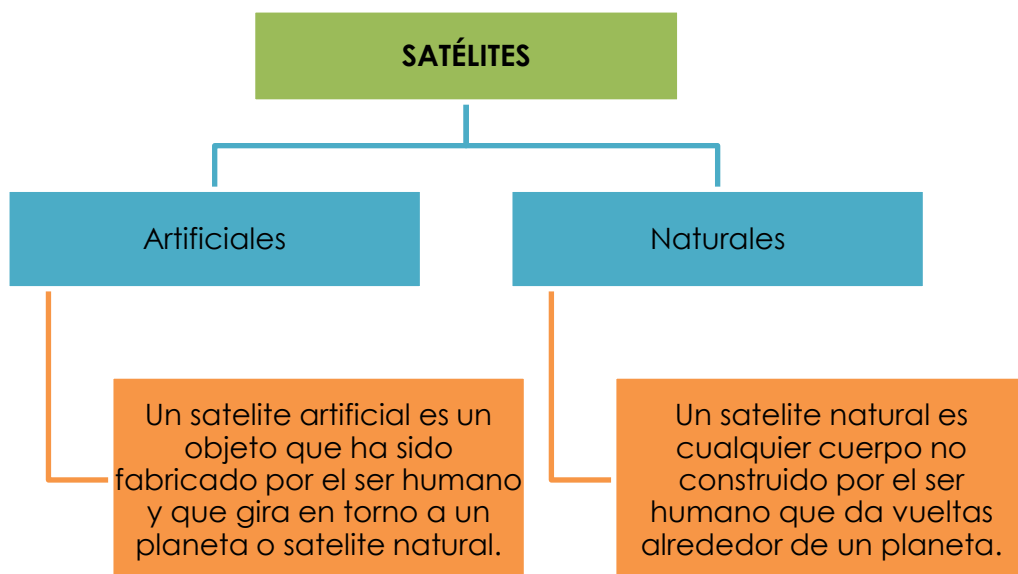 SATÉLITES
Artificiales
Naturales
Un satelite artificial es un
objeto que ha sido
fabricado por el ser humano
y que gira en torno a un
planeta o satelite natural.
Un satelite natural es
cualquier cuerpo no
construido por el ser
humano que da vueltas
alrededor de un planeta.